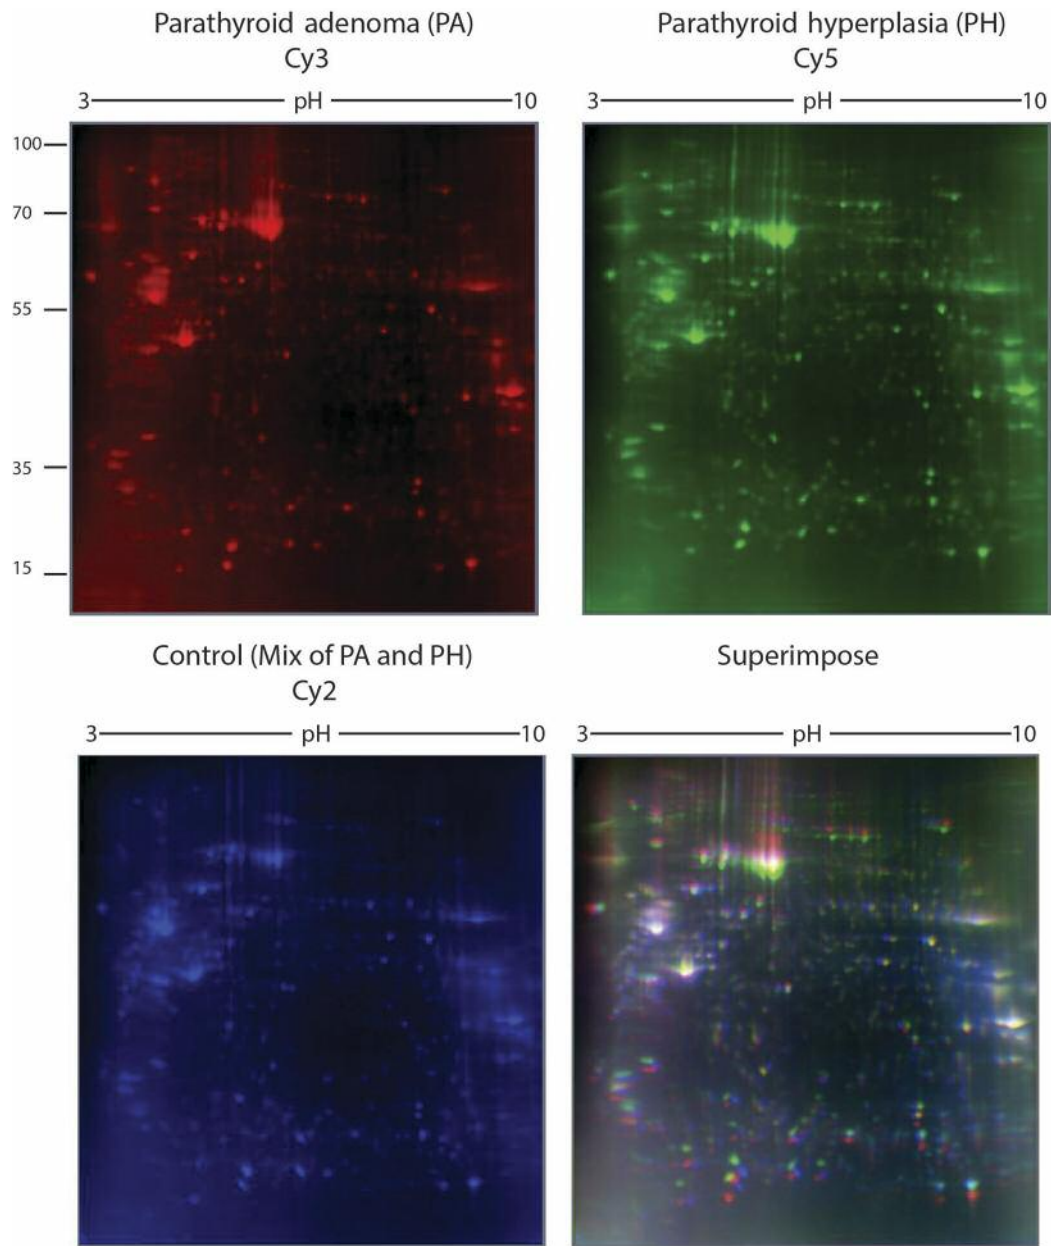 Parathyroid adenoma (PA)
Cy3
3 pH 10
Parathyroid hyperplasia (PH)
Cy5
3 pH 10
100
70
55
35
15
Control (Mix of PA and PH)
Cy2
3 pH 10
Superimpose
3 pH 10